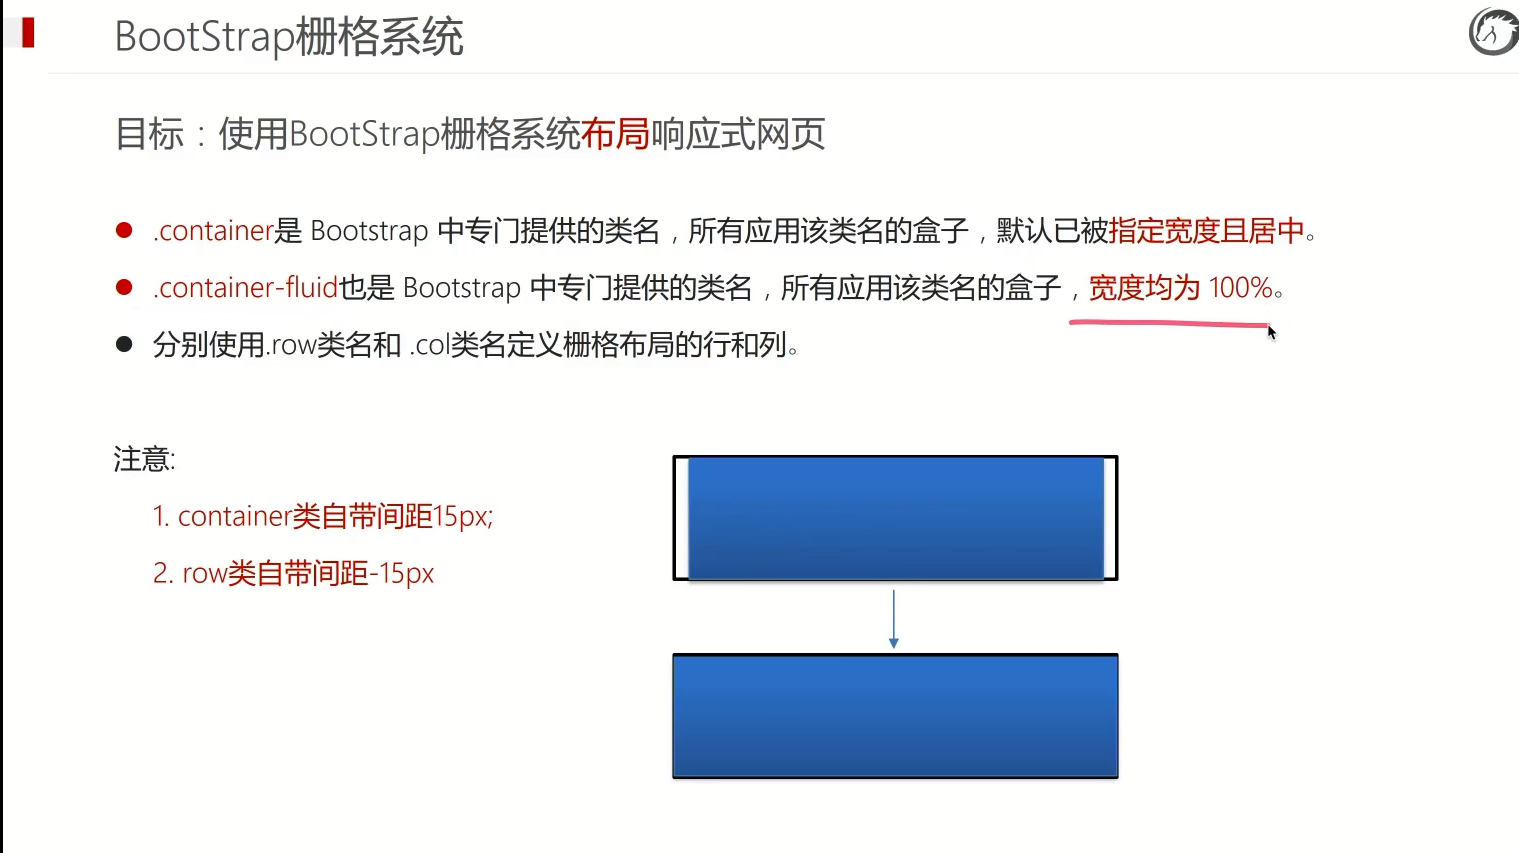 BootStrap栅格系统
目标：使用BootStrap栅格系统布局响应式网页
.container是 Bootstrap 中专门提供的类名，所有应用该类名的盒子，默认已被指定宽度且居中。
.container-fluid也是 Bootstrap 中专门提供的类名，所有应用该类名的盒子，宽度均为 100%。
分别使用.row类名和 .col类名定义栅格布局的行和列。
注意:
1. container类自带间距15px;
2. row类自带间距-15px